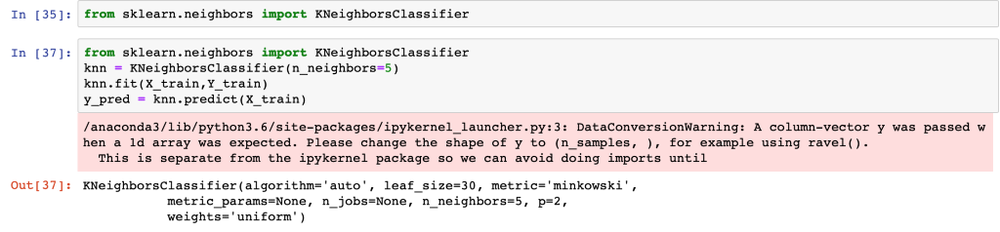 In [35]: from sklearn.neighbors import KNeighborsClassifier
In [37]: from sklearn.neighbors import KNeighborsClassifier
knn = KNeighborsClassifier(n_neighbors=5)
knn.fit(X_train,Y_train)
y_pred = knn.predict(X_train)
/anaconda3/lib/python3.6/site-packages/ipykernel_launcher.py:3: DataConversionWarning: A column-vector y was passed w
hen a 1d array was expected. Please change the shape of y to (n_samples, ), for example using ravel().
  This is separate from the ipykernel package so we can avoid doing imports until
Out[37]: KNeighborsClassifier(algorithm='auto', leaf_size=30, metric='minkowski',
           metric_params=None, n_jobs=None, n_neighbors=5, p=2,
           weights='uniform')